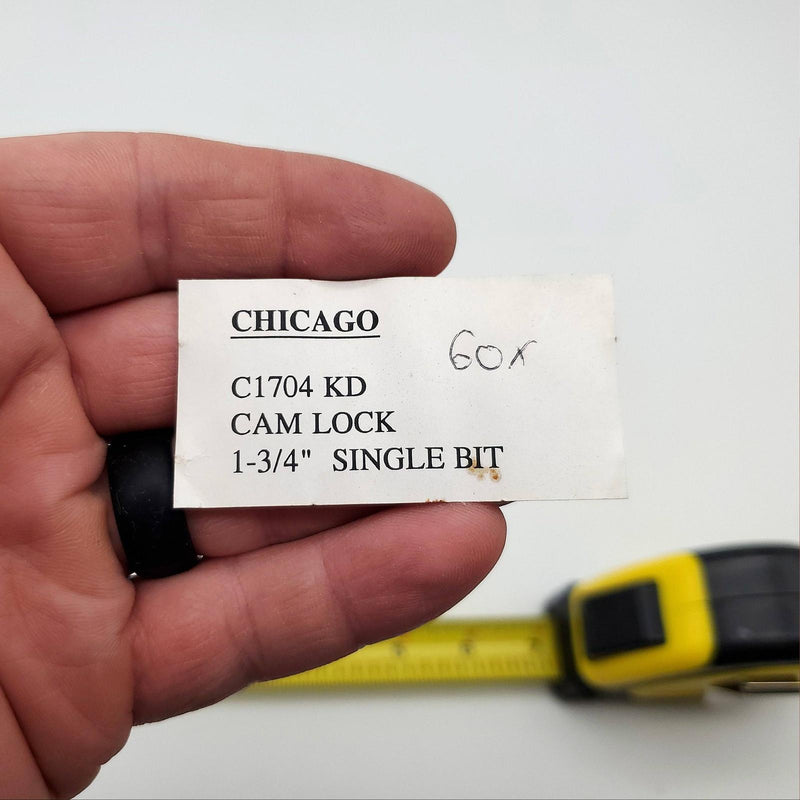 CHICAGO
60x
C1704 KD
CAM LOCK
1-3/4" SINGLE BIT